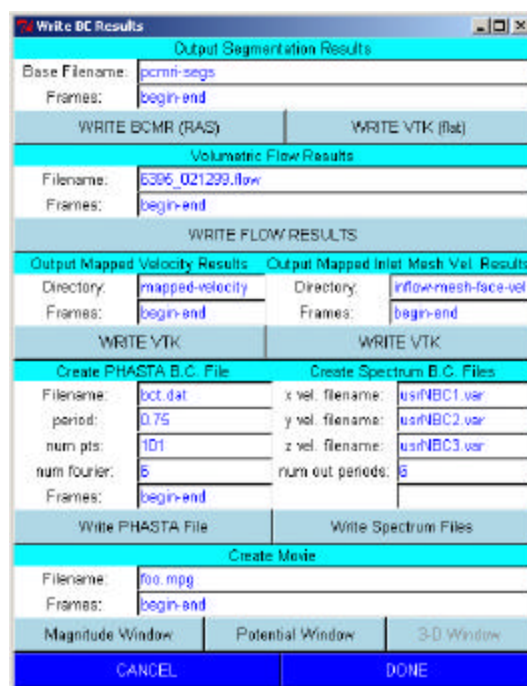 Write BC Results
Output Segmentation Results
Base Filename: pcmri-segs
Frames: begin-end
WRITE BCMR (RAS) WRITE VTK (flat)
Volumetric Flow Results
Filename: 6396_021299.flow
Frames: begin-end
WRITE FLOW RESULTS
Output Mapped Velocity Results Output Mapped Inlet Mesh Vel. Results
Directory: mapped-velocity Directory: inflow-mesh-face-vel
Frames: begin-end Frames: begin-end
WRITE VTK WRITE VTK
Create PHASTA B.C. File Create Spectrum B.C. Files
Filename: bct.dat x vel. filename: usrNBC1.var
period: 0.75 y vel. filename: usrNBC2.var
num pts: 101 z vel. filename: usrNBC3.var
num fourier: 6 num out periods: 6
Frames: begin-end
Write PHASTA File Write Spectrum Files
Create Movie
Filename: foo.mpg
Frames: begin-end
Magnitude Window Potential Window 3-D Window
CANCEL DONE